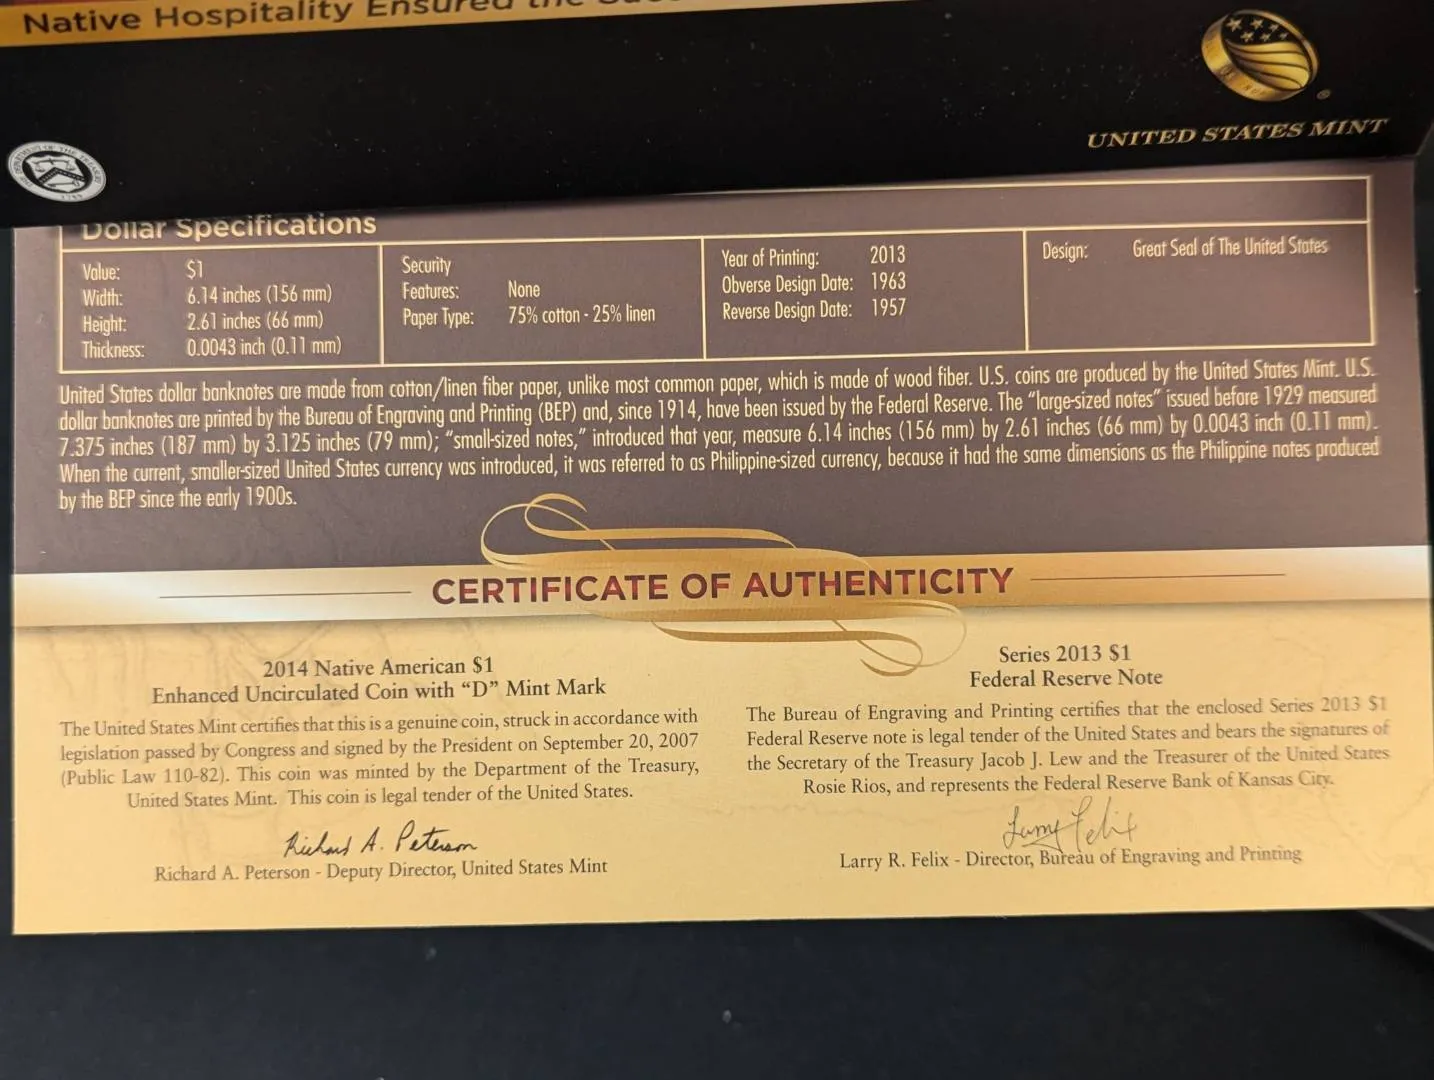 Native Hospitality Ensured the
UNITED STATES MINT
Dollar Specifications
Value: $1
Width: 6.14 inches (156 mm)
Height: 2.61 inches (66 mm)
Thickness: 0.0043 inch (0.11 mm)
Security
Features: None
Paper Type: 75% cotton - 25% linen
Year of Printing: 2013
Obverse Design Date: 1963
Reverse Design Date: 1957
Design: Great Seal of The United States
United States dollar banknotes are made from cotton/linen fiber paper, unlike most common paper, which is made of wood fiber. U.S. coins are produced by the United States Mint. U.S.
dollar banknotes are printed by the Bureau of Engraving and Printing (BEP) and, since 1914, have been issued by the Federal Reserve. The “large-sized notes” issued before 1929 measured
7.375 inches (187 mm) by 3.125 inches (79 mm); “small-sized notes,” introduced that year, measure 6.14 inches (156 mm) by 2.61 inches (66 mm) by 0.0043 inch (0.11 mm).
When the current, smaller-sized United States currency was introduced, it was referred to as Philippine-sized currency, because it had the same dimensions as the Philippine notes produced
by the BEP since the early 1900s.
CERTIFICATE OF AUTHENTICITY
2014 Native American $1
Enhanced Uncirculated Coin with “D” Mint Mark
The United States Mint certifies that this is a genuine coin, struck in accordance with
legislation passed by Congress and signed by the President on September 20, 2007
(Public Law 110-82). This coin was minted by the Department of the Treasury,
United States Mint. This coin is legal tender of the United States.
Richard A. Peterson
Richard A. Peterson - Deputy Director, United States Mint
Series 2013 $1
Federal Reserve Note
The Bureau of Engraving and Printing certifies that the enclosed Series 2013 $1
Federal Reserve note is legal tender of the United States and bears the signatures of
the Secretary of the Treasury Jacob J. Lew and the Treasurer of the United States
Rosie Rios, and represents the Federal Reserve Bank of Kansas City.
Larry Felix
Larry R. Felix - Director, Bureau of Engraving and Printing